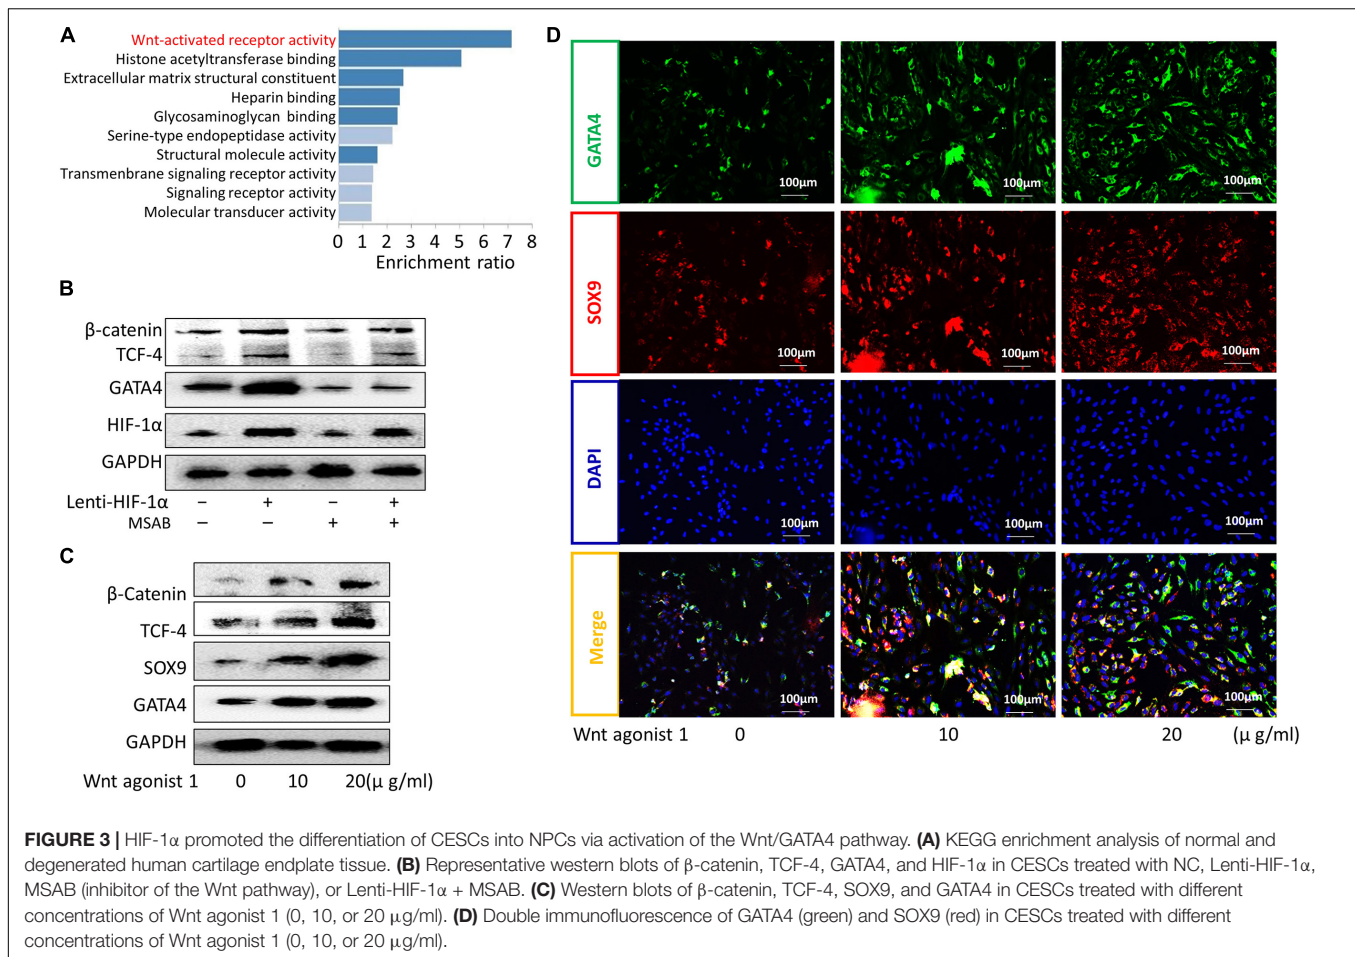 A
Wnt-activated receptor activity
Histone acetyltransferase binding
Extracellular matrix structural constituent
Heparin binding
Glycosaminoglycan binding
Serine-type endopeptidase activity
Structural molecule activity
Transmenbrane signaling receptor activity
Signaling receptor activity
Molecular transducer activity
0 1 2 3 4 5 6 7 8
Enrichment ratio
B
β-catenin
TCF-4
GATA4
HIF-1α
GAPDH
Lenti-HIF-1α − + − +
MSAB − − + +
C
β-Catenin
TCF-4
SOX9
GATA4
GAPDH
Wnt agonist 1 0 10 20(μ g/ml)
D
GATA4
100μm 100μm 100μm
SOX9
100μm 100μm 100μm
DAPI
100μm 100μm 100μm
Merge
100μm 100μm 100μm
Wnt agonist 1 0 10 20 (μ g/ml)
FIGURE 3 | HIF-1α promoted the differentiation of CESCs into NPCs via activation of the Wnt/GATA4 pathway. (A) KEGG enrichment analysis of normal and
degenerated human cartilage endplate tissue. (B) Representative western blots of β-catenin, TCF-4, GATA4, and HIF-1α in CESCs treated with NC, Lenti-HIF-1α,
MSAB (inhibitor of the Wnt pathway), or Lenti-HIF-1α + MSAB. (C) Western blots of β-catenin, TCF-4, SOX9, and GATA4 in CESCs treated with different
concentrations of Wnt agonist 1 (0, 10, or 20 μg/ml). (D) Double immunofluorescence of GATA4 (green) and SOX9 (red) in CESCs treated with different
concentrations of Wnt agonist 1 (0, 10, or 20 μg/ml).